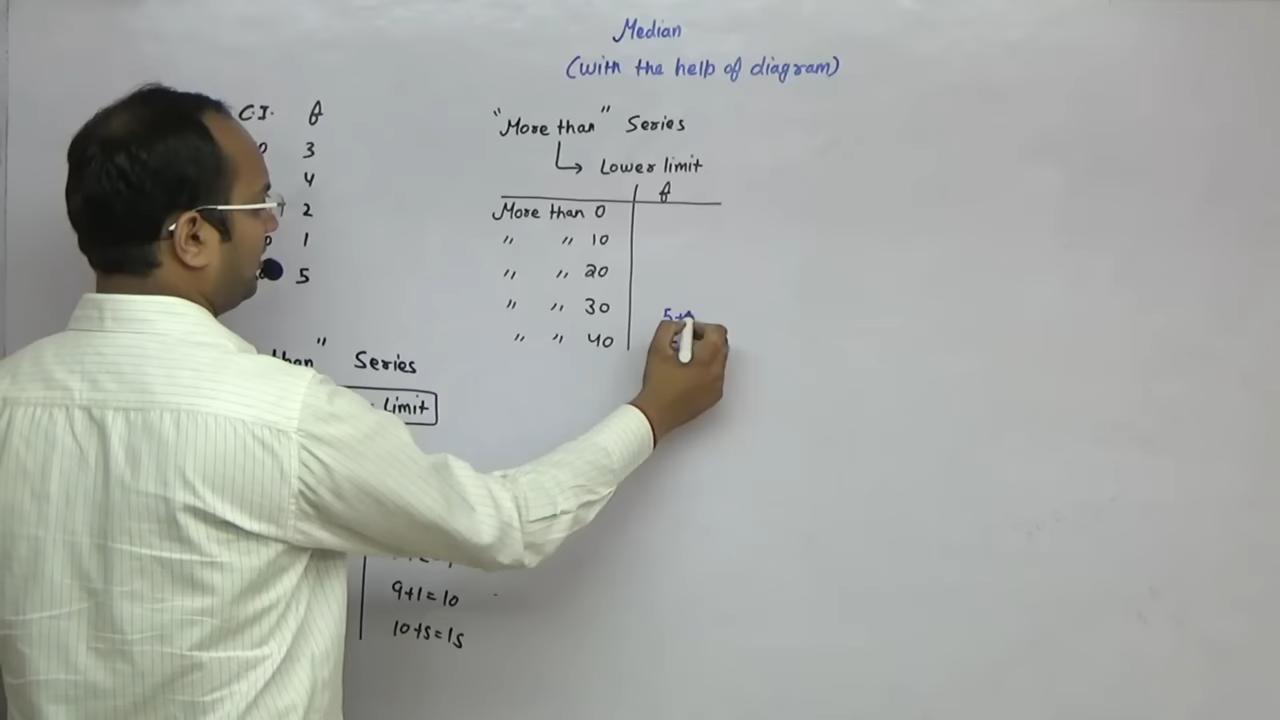 Median
(with the help of diagram)
C.I. f
3
4
2
1
5
"More than" Series
Lower limit
f
More than 0
" " 10
" " 20
" " 30
5+
" " 40
" Series
Limit
9+1=10
10+5=15